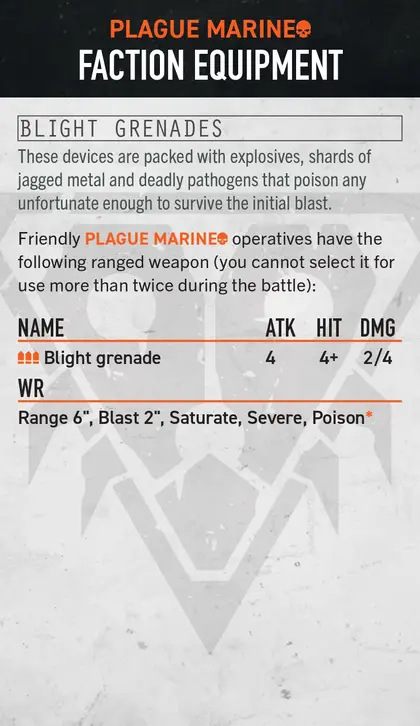 PLAGUE MARINE
FACTION EQUIPMENT
BLIGHT GRENADES
These devices are packed with explosives, shards of
jagged metal and deadly pathogens that poison any
unfortunate enough to survive the initial blast.
Friendly PLAGUE MARINE operatives have the
following ranged weapon (you cannot select it for
use more than twice during the battle):
NAME ATK HIT DMG
Blight grenade 4 4+ 2/4
WR
Range 6", Blast 2", Saturate, Severe, Poison*